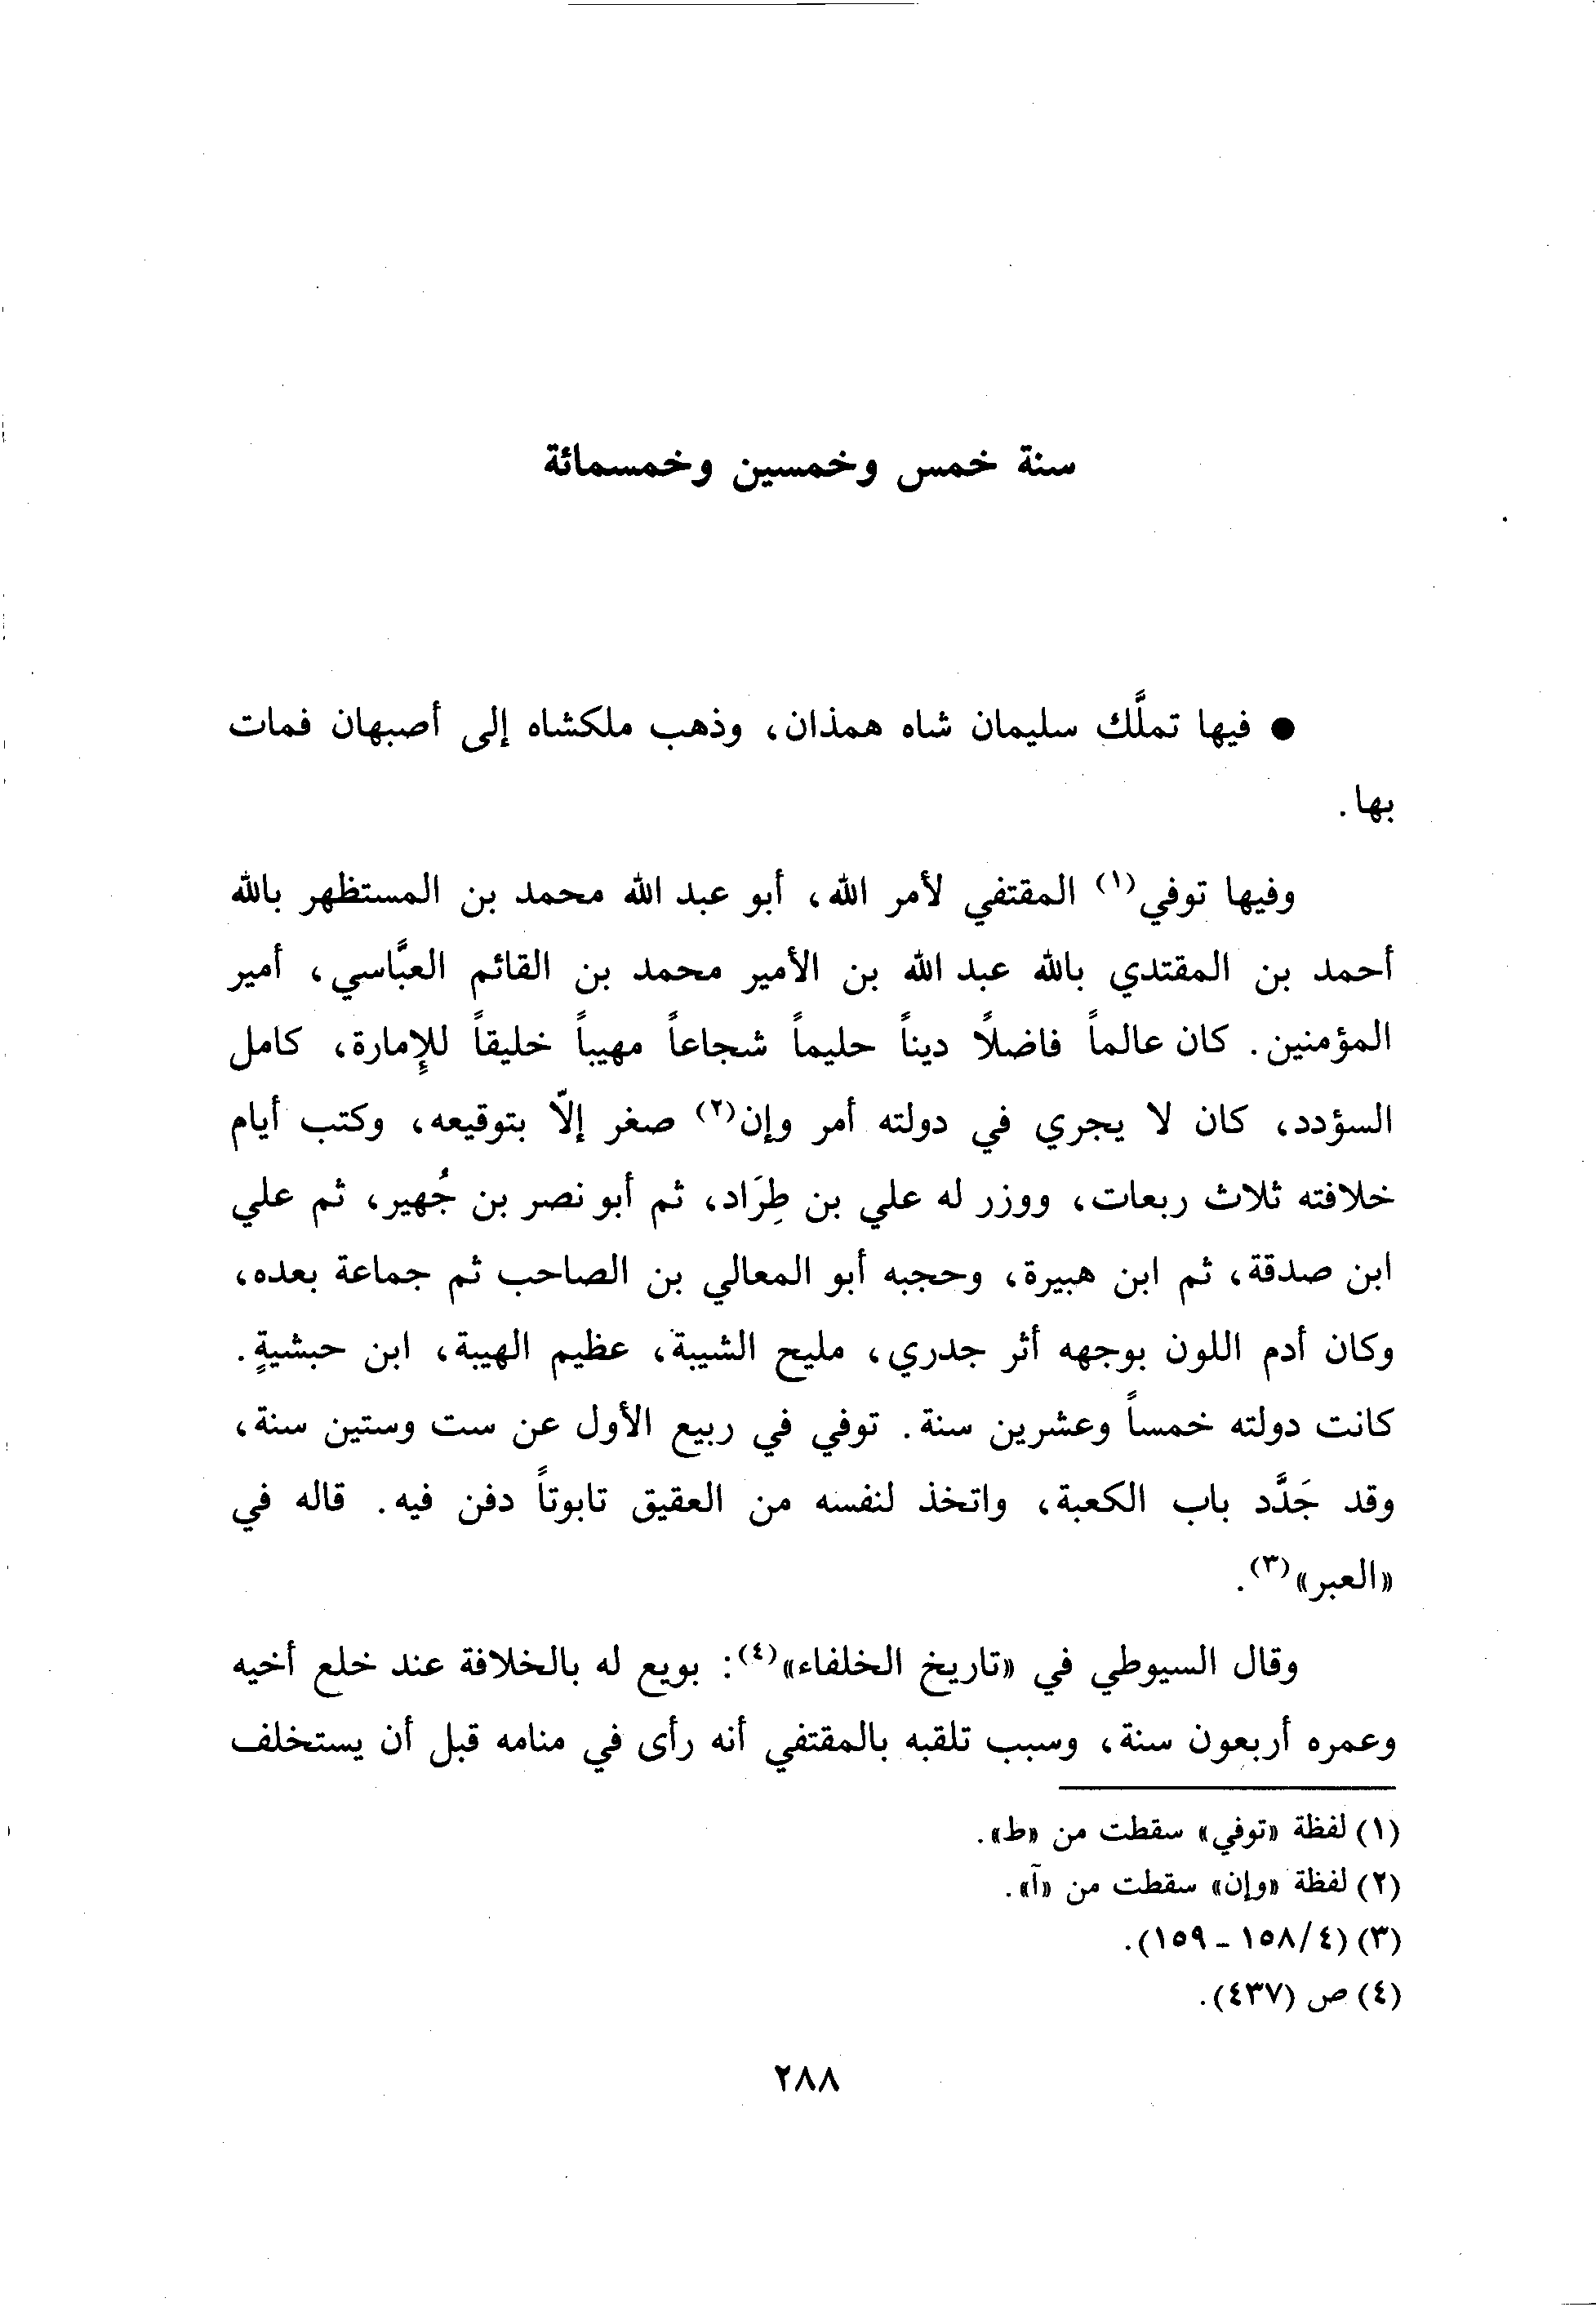 سنة خمس وخمسين وخمسمائة
● فيها تملَّك سليمان شاه همذان، وذهب ملكشاه إلى أصبهان فمات
بها.
وفيها توفي(١) المقتفي لأمر الله، أبو عبد الله محمد بن المستظهر بالله
أحمد بن المقتدي بالله عبد الله بن الأمير محمد بن القائم العبَّاسي، أمير
المؤمنين. كان عالماً فاضلًا ديناً حليماً شجاعاً مهيباً خليقاً للإِمارة، كامل
السؤدد، كان لا يجري في دولته أمر وإن(٢) صغر إلّا بتوقيعه، وكتب أيام
خلافته ثلاث ربعات، ووزر له علي بن طِرَاد، ثم أبو نصر بن جُهير، ثم علي
ابن صدقة، ثم ابن هبيرة، وحجبه أبو المعالي بن الصاحب ثم جماعة بعده،
وكان أدم اللون بوجهه أثر جدري، مليح الشيبة، عظيم الهيبة، ابن حبشيةٍ.
كانت دولته خمساً وعشرين سنة. توفي في ربيع الأول عن ست وستين سنة،
وقد جَدَّد باب الكعبة، واتخذ لنفسه من العقيق تابوتاً دفن فيه. قاله في
«العبر»(٣).
وقال السيوطي في «تاريخ الخلفاء»(٤): بويع له بالخلافة عند خلع أخيه
وعمره أربعون سنة، وسبب تلقبه بالمقتفي أنه رأى في منامه قبل أن يستخلف
(١) لفظة «توفي» سقطت من «ط».
(٢) لفظة «وإن» سقطت من «آ».
(٣) (٤/ ١٥٨ - ١٥٩).
(٤) ص (٤٣٧).
٢٨٨